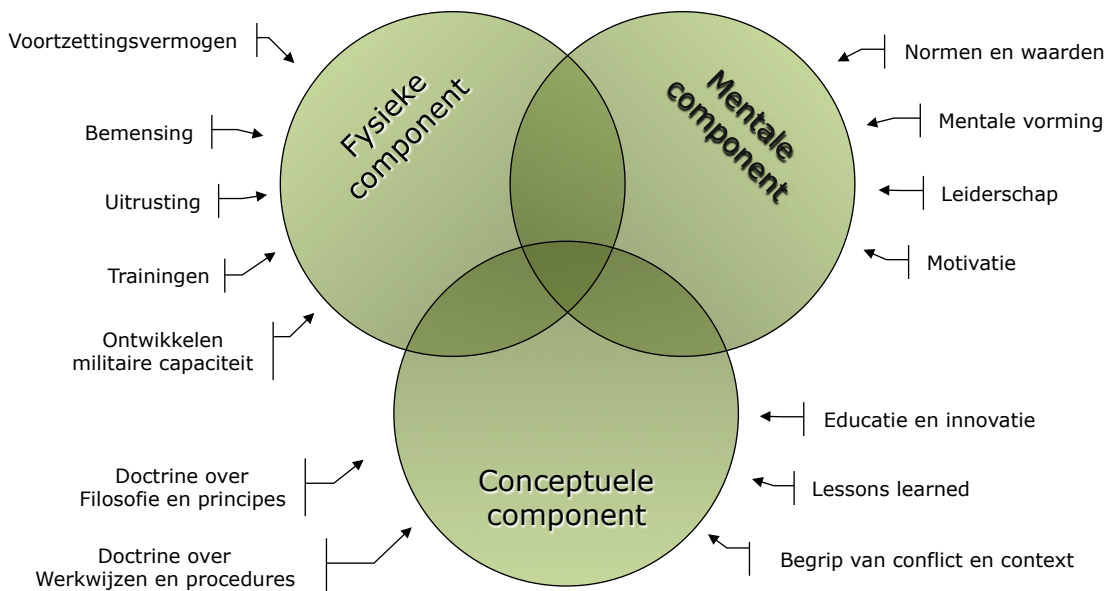 Voortzettingsvermogen
Bemensing
Uitrusting
Trainingen
Ontwikkelen
militaire capaciteit
Fysieke
component
Mentale
component
Normen en waarden
Mentale vorming
Leiderschap
Motivatie
Conceptuele
component
Doctrine over
Filosofie en principes
Doctrine over
Werkwijzen en procedures
Educatie en innovatie
Lessons learned
Begrip van conflict en context